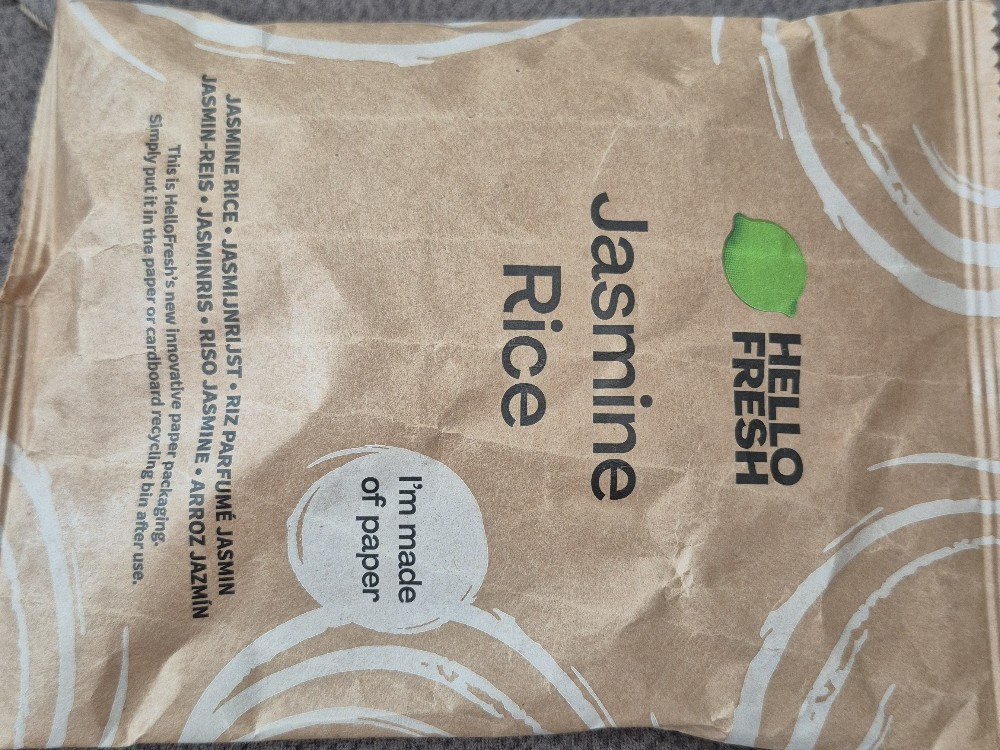 HELLO
FRESH
Jasmine
Rice
I'm made
of paper
JASMINE RICE • JASMIJNRIJST • RIZ PARFUMÉ JASMIN
JASMIN-REIS • JASMINRIS • RISO JASMINE • ARROZ JAZMÍN
This is HelloFresh's new innovative paper packaging.
Simply put it in the paper or cardboard recycling bin after use.